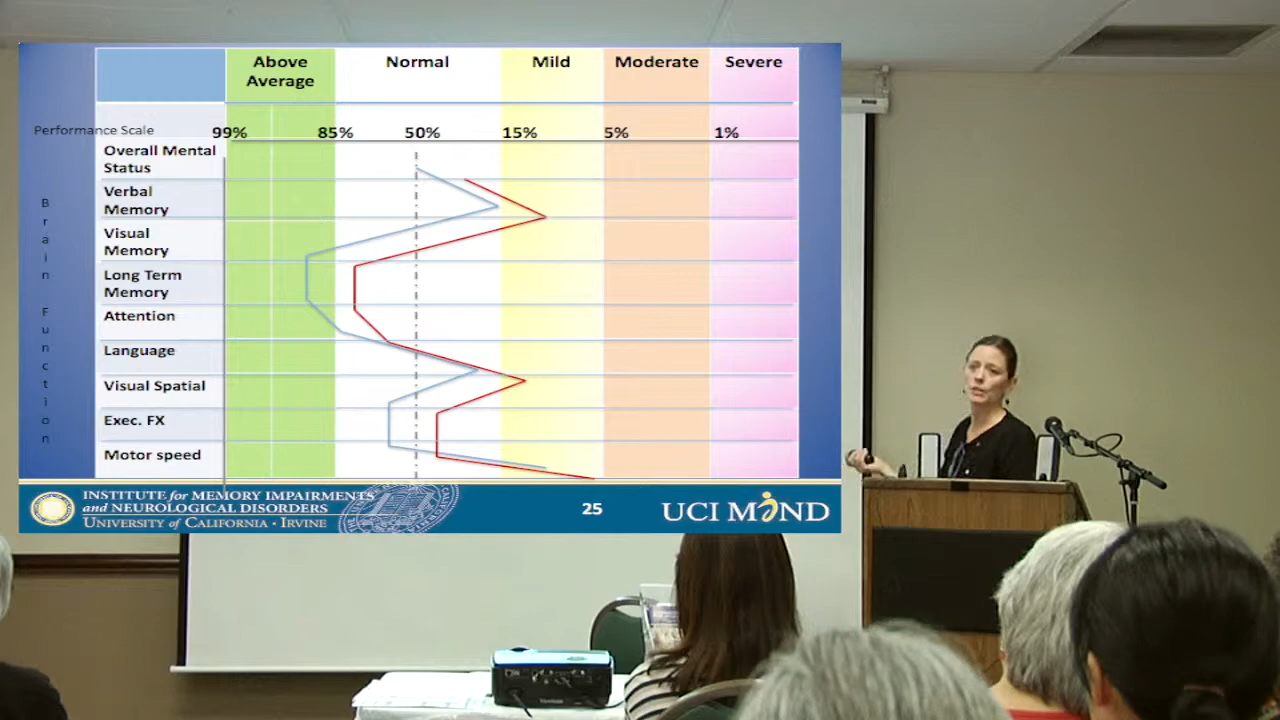 Above
Average
Normal
Mild
Moderate
Severe
Performance Scale
99%
85%
50%
15%
5%
1%
Overall Mental
Status
Verbal
Memory
Visual
Memory
Long Term
Memory
Attention
Language
Visual Spatial
Exec. FX
Motor speed
Brain Function
INSTITUTE for MEMORY IMPAIRMENTS
and NEUROLOGICAL DISORDERS
UNIVERSITY of CALIFORNIA · IRVINE
25
UCI MIND